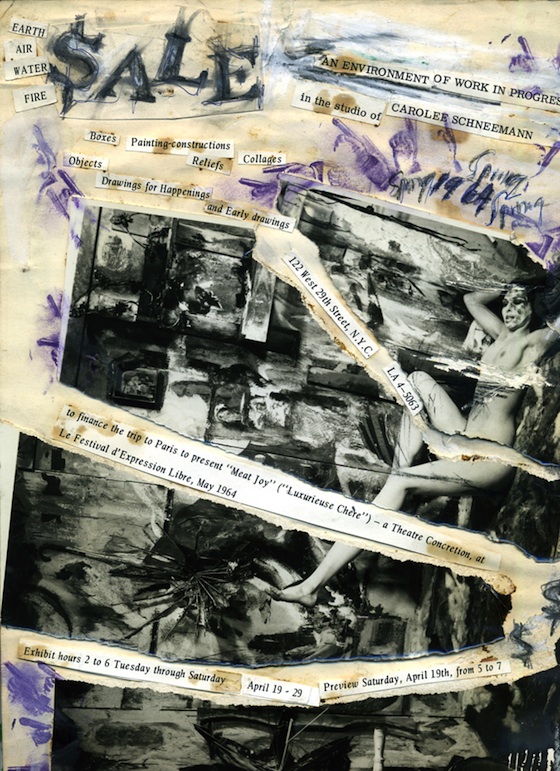 EARTH
AIR
WATER
FIRE
SALE
AN ENVIRONMENT OF WORK IN PROGRES
in the studio of CAROLEE SCHNEEMANN
Boxes Painting-constructions
Objects Reliefs Collages
Drawings for Happenings
and Early drawings
Spring
Spring 1964 Spring
122 West 29th Street, N.Y.C.
LA 4-5063
to finance the trip to Paris to present "Meat Joy" ("Luxurieuse Chère") – a Theatre Concretion, at
Le Festival d'Expression Libre, May 1964
Exhibit hours 2 to 6 Tuesday through Saturday April 19 - 29 Preview Saturday, April 19th, from 5 to 7